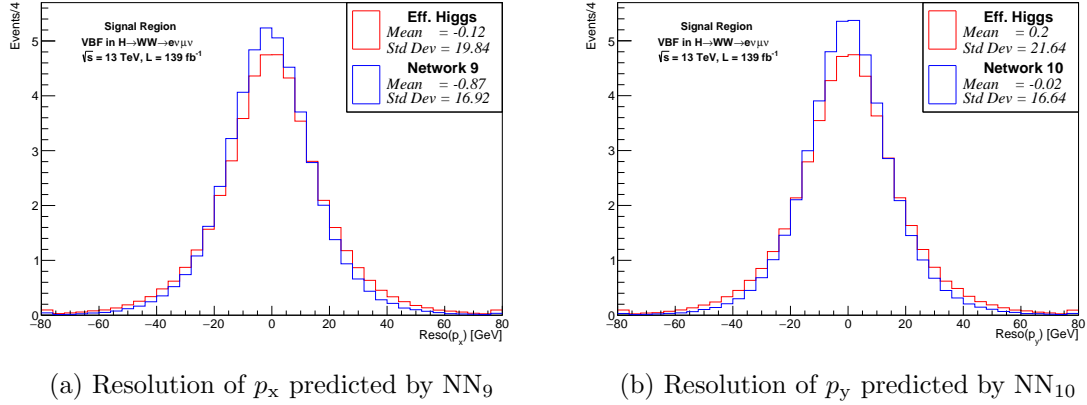 Events/4
Signal Region
VBF in H→WW→eνμν
√s = 13 TeV, L = 139 fb⁻¹
Eff. Higgs
Mean = -0.12
Std Dev = 19.84
Network 9
Mean = -0.87
Std Dev = 16.92
5
4
3
2
1
0
−80 −60 −40 −20 0 20 40 60 80
Reso(pₓ) [GeV]
(a) Resolution of pₓ predicted by NN₉
Events/4
Signal Region
VBF in H→WW→eνμν
√s = 13 TeV, L = 139 fb⁻¹
Eff. Higgs
Mean = 0.2
Std Dev = 21.64
Network 10
Mean = -0.02
Std Dev = 16.64
5
4
3
2
1
0
−80 −60 −40 −20 0 20 40 60 80
Reso(p_y) [GeV]
(b) Resolution of p_y predicted by NN₁₀